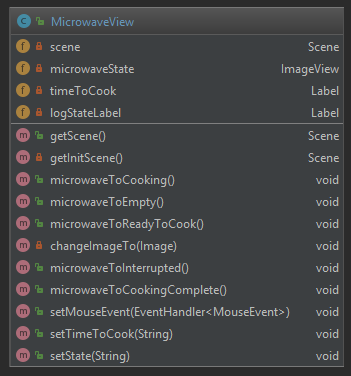 C MicrowaveView
f scene Scene
f microwaveState ImageView
f timeToCook Label
f logStateLabel Label
m getScene() Scene
m getInitScene() Scene
m microwaveToCooking() void
m microwaveToEmpty() void
m microwaveToReadyToCook() void
m changeImageTo(Image) void
m microwaveToInterrupted() void
m microwaveToCookingComplete() void
m setMouseEvent(EventHandler<MouseEvent>) void
m setTimeToCook(String) void
m setState(String) void